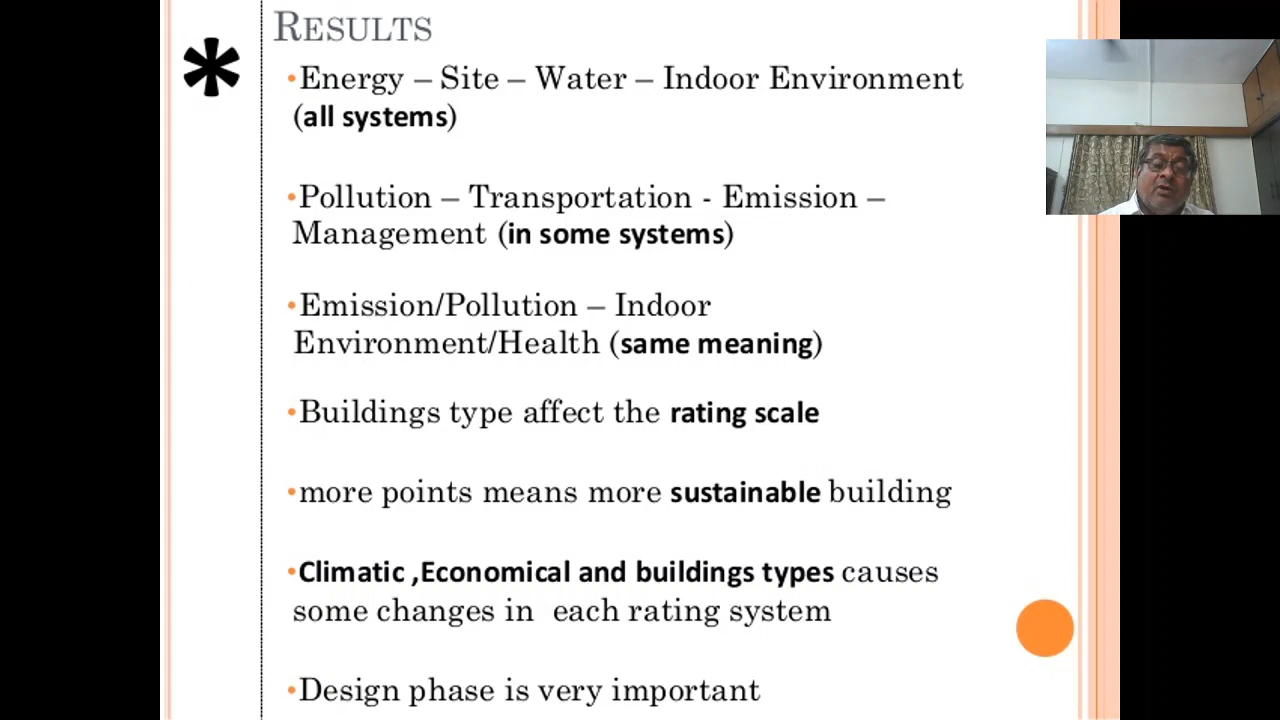 RESULTS
•Energy – Site – Water – Indoor Environment
(all systems)
•Pollution – Transportation - Emission –
Management (in some systems)
•Emission/Pollution – Indoor
Environment/Health (same meaning)
•Buildings type affect the rating scale
•more points means more sustainable building
•Climatic ,Economical and buildings types causes
some changes in  each rating system
•Design phase is very important